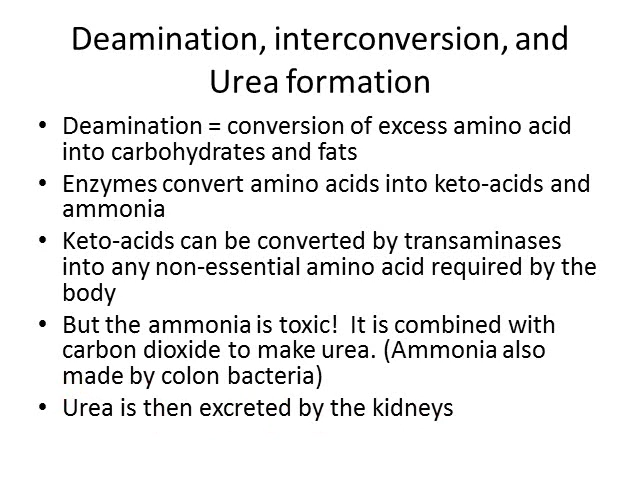 Deamination, interconversion, and
Urea formation
• Deamination = conversion of excess amino acid
into carbohydrates and fats
• Enzymes convert amino acids into keto-acids and
ammonia
• Keto-acids can be converted by transaminases
into any non-essential amino acid required by the
body
• But the ammonia is toxic!  It is combined with
carbon dioxide to make urea. (Ammonia also
made by colon bacteria)
• Urea is then excreted by the kidneys